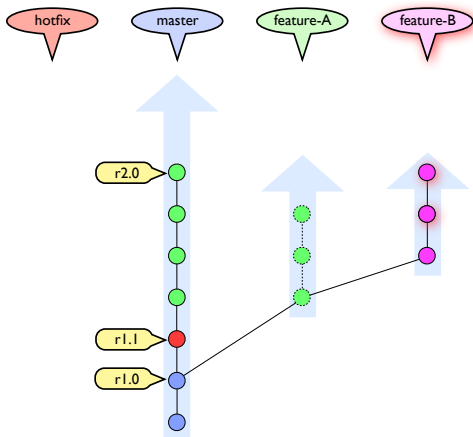 hotfix
master
feature-A
feature-B
r2.0
r1.1
r1.0